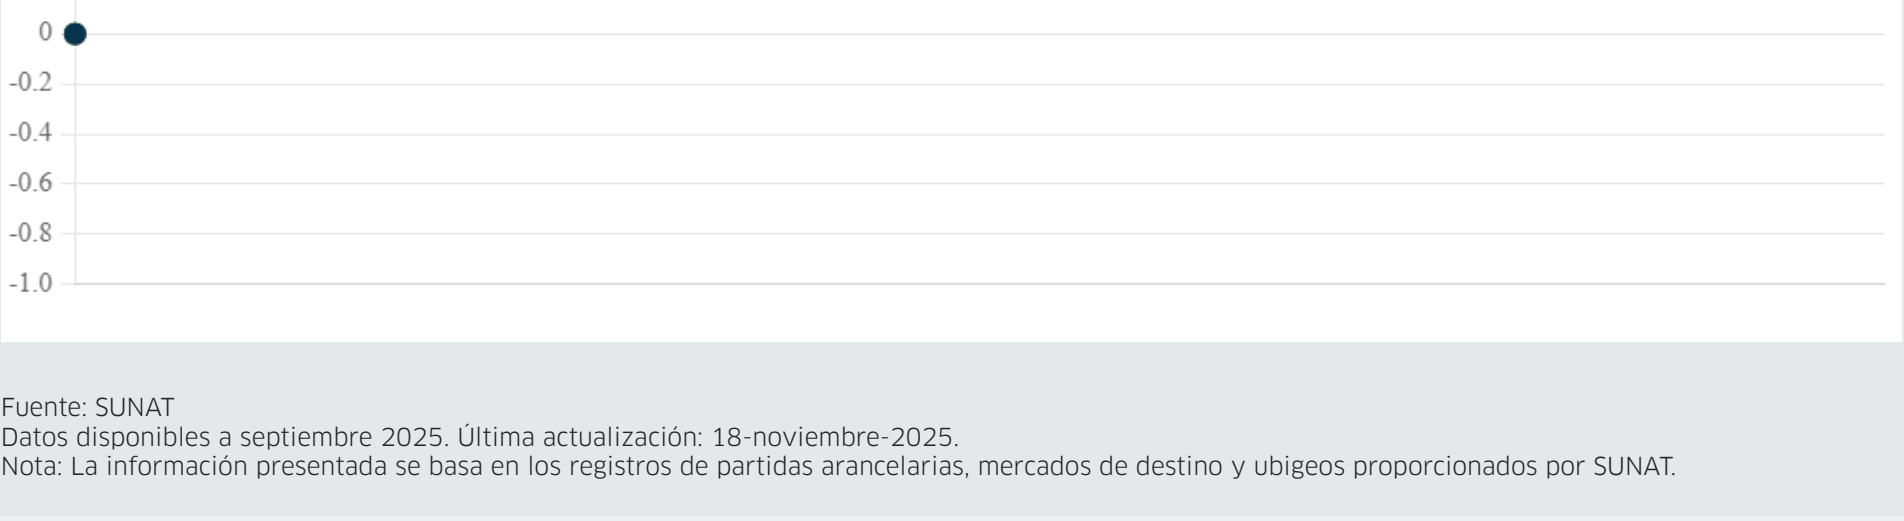 0
-0.2
-0.4
-0.6
-0.8
-1.0
Fuente: SUNAT
Datos disponibles a septiembre 2025. Última actualización: 18-noviembre-2025.
Nota: La información presentada se basa en los registros de partidas arancelarias, mercados de destino y ubigeos proporcionados por SUNAT.